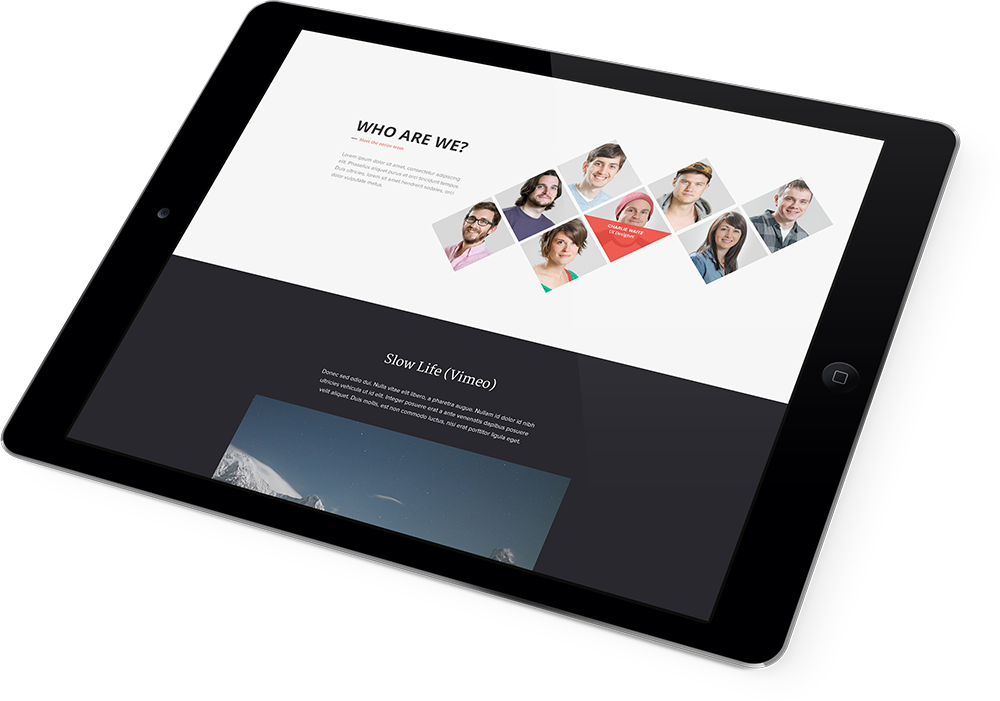 WHO ARE WE?
Meet the aester team
Lorem ipsum dolor sit amet, consectetur adipiscing
elit. Phasellus aliquet purus et orci tincidunt tempus.
Duis ultricies, lorem sit amet hendrerit sodales, orci
dolor vulputate metus.
CHARLIE WAITE
UI Designer
Slow Life (Vimeo)
Donec sed odio dui. Nulla vitae elit libero, a pharetra augue. Nullam id dolor id nibh
ultricies vehicula ut id elit. Integer posuere erat a ante venenatis dapibus posuere
velit aliquet. Duis mollis, est non commodo luctus, nisi erat porttitor ligula eget.